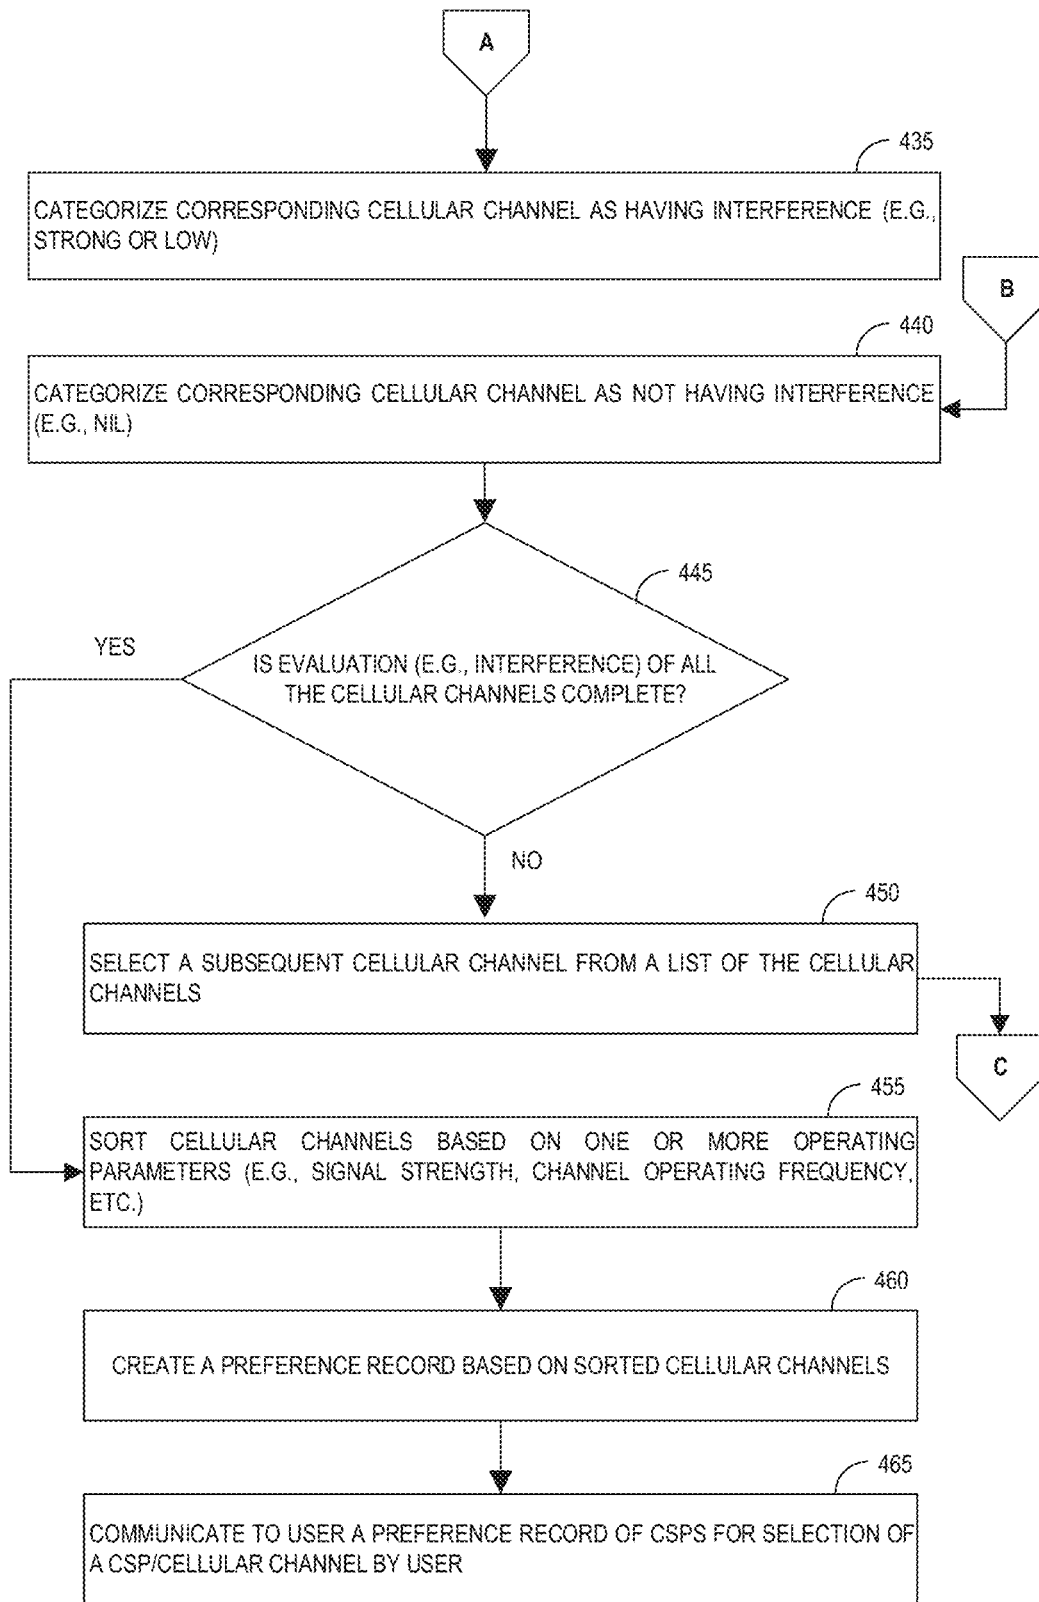 A
435
CATEGORIZE CORRESPONDING CELLULAR CHANNEL AS HAVING INTERFERENCE (E.G.,
STRONG OR LOW)
B
440
CATEGORIZE CORRESPONDING CELLULAR CHANNEL AS NOT HAVING INTERFERENCE
(E.G., NIL)
445
YES
IS EVALUATION (E.G., INTERFERENCE) OF ALL
THE CELLULAR CHANNELS COMPLETE?
NO
450
SELECT A SUBSEQUENT CELLULAR CHANNEL FROM A LIST OF THE CELLULAR
CHANNELS
C
455
SORT CELLULAR CHANNELS BASED ON ONE OR MORE OPERATING
PARAMETERS (E.G., SIGNAL STRENGTH, CHANNEL OPERATING FREQUENCY,
ETC.)
460
CREATE A PREFERENCE RECORD BASED ON SORTED CELLULAR CHANNELS
465
COMMUNICATE TO USER A PREFERENCE RECORD OF CSPS FOR SELECTION OF
A CSP/CELLULAR CHANNEL BY USER